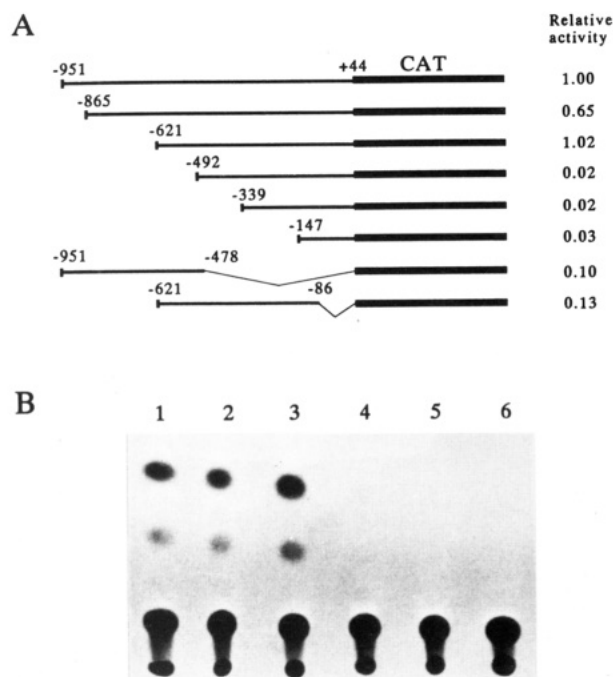 A
Relative
activity
-951 +44 CAT 1.00
-865 0.65
-621 1.02
-492 0.02
-339 0.02
-147 0.03
-951 -478 0.10
-621 -86 0.13
B
1 2 3 4 5 6